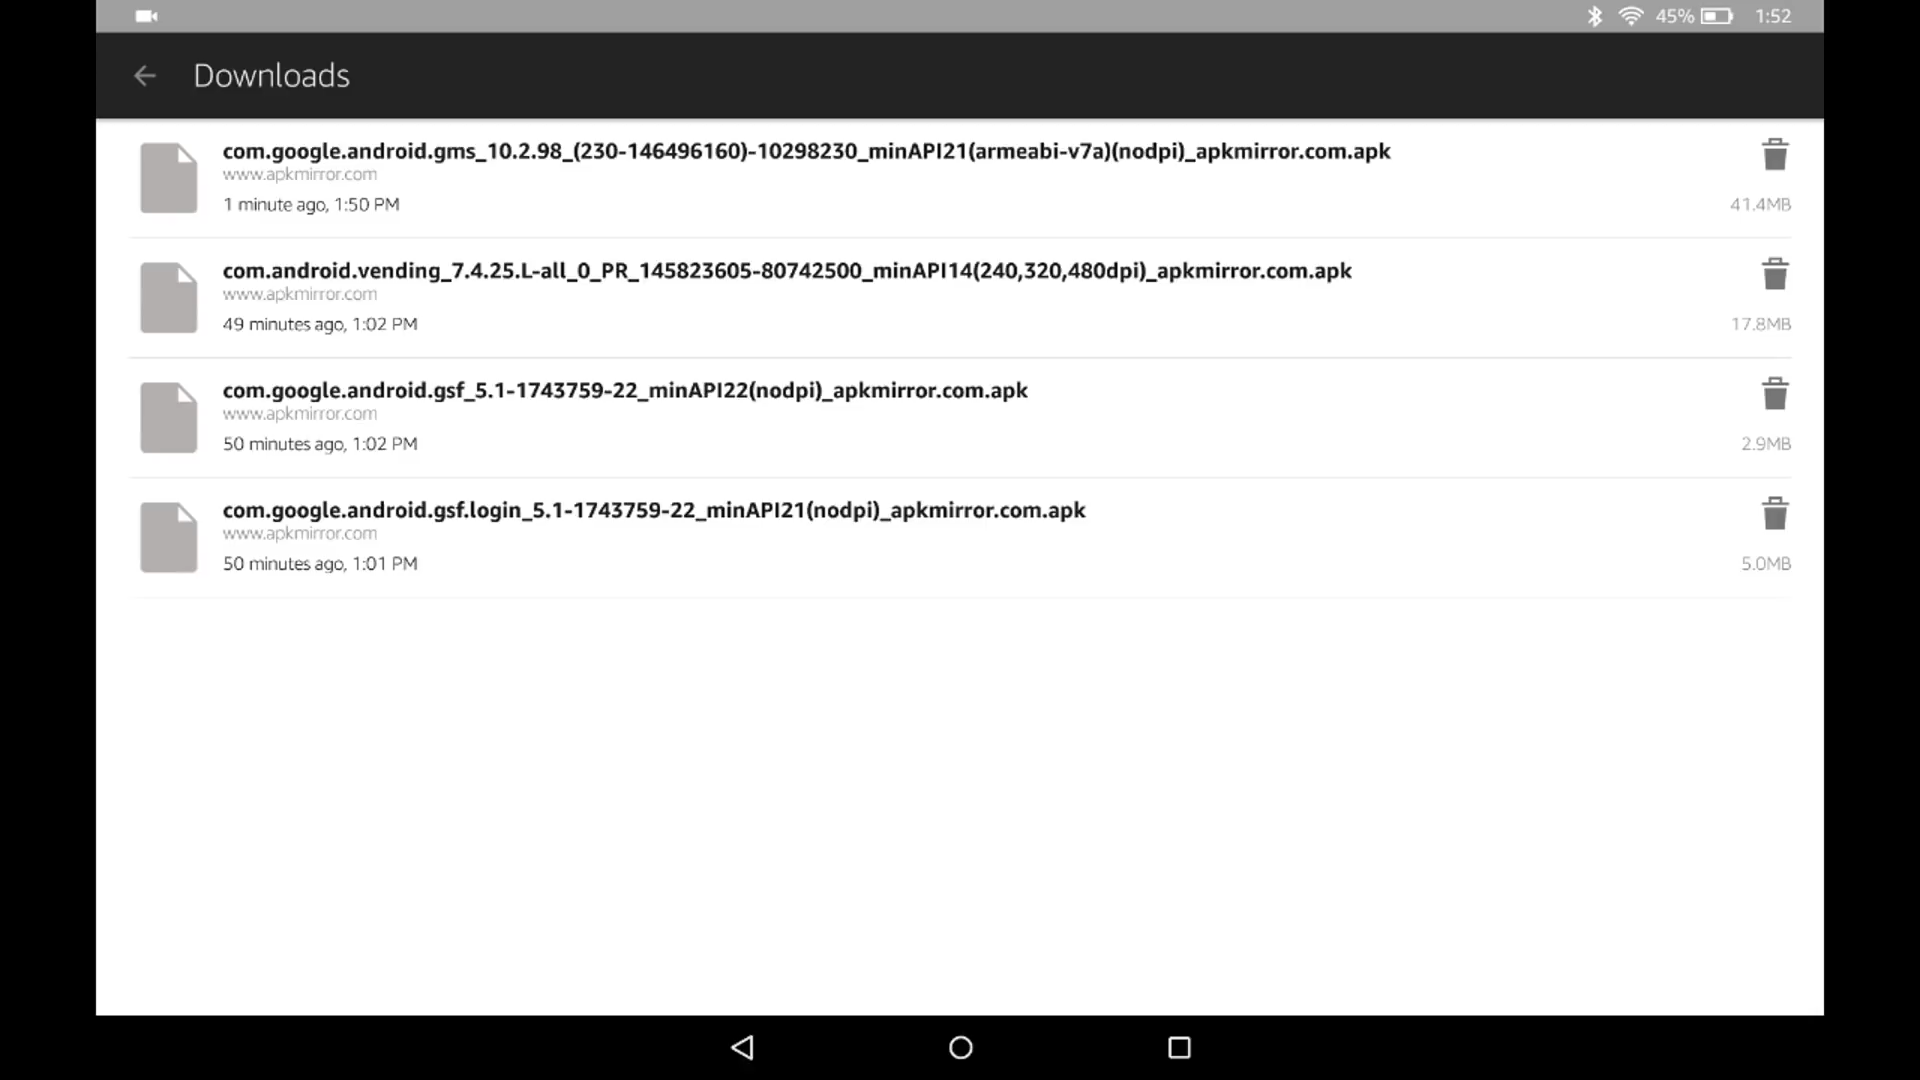 45% 1:52
Downloads
com.google.android.gms_10.2.98_(230-146496160)-10298230_minAPI21(armeabi-v7a)(nodpi)_apkmirror.com.apk
www.apkmirror.com
1 minute ago, 1:50 PM
41.4MB
com.android.vending_7.4.25.L-all_0_PR_145823605-80742500_minAPI14(240,320,480dpi)_apkmirror.com.apk
www.apkmirror.com
49 minutes ago, 1:02 PM
17.8MB
com.google.android.gsf_5.1-1743759-22_minAPI22(nodpi)_apkmirror.com.apk
www.apkmirror.com
50 minutes ago, 1:02 PM
2.9MB
com.google.android.gsf.login_5.1-1743759-22_minAPI21(nodpi)_apkmirror.com.apk
www.apkmirror.com
50 minutes ago, 1:01 PM
5.0MB